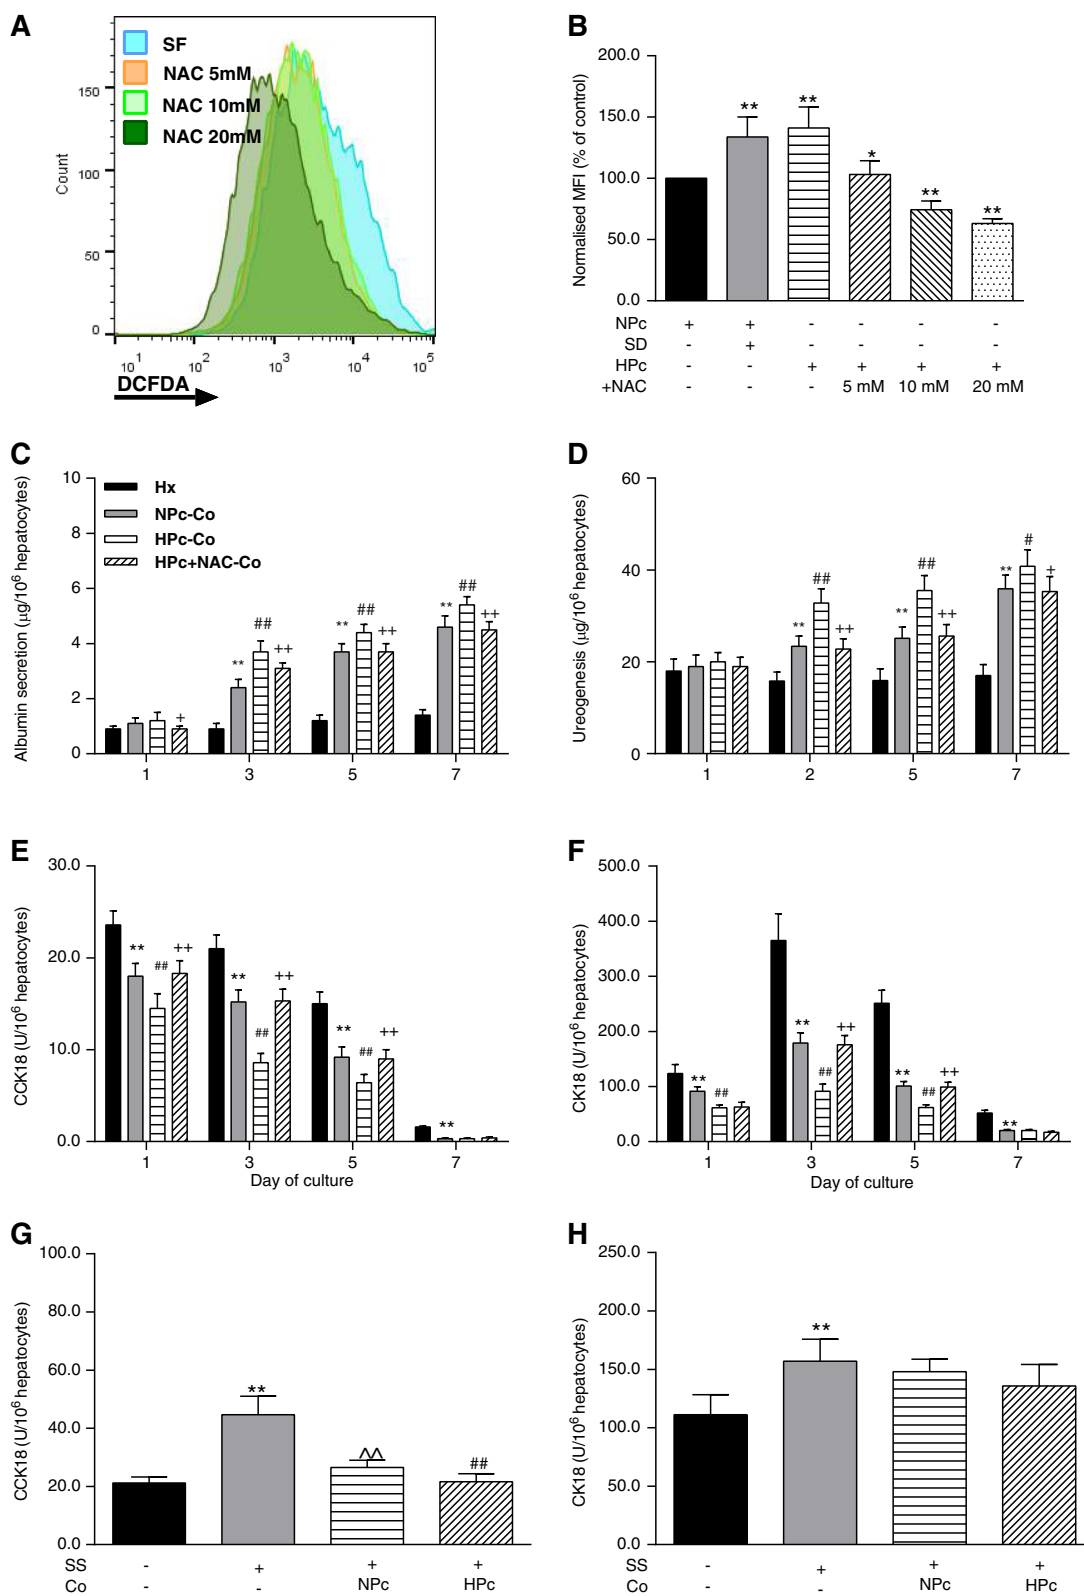 A
SF
NAC 5mM
NAC 10mM
NAC 20mM
Count
150
100
50
0
10^1 10^2 10^3 10^4 10^5
DCFDA
B
Normalised MFI (% of control)
200.0
150.0
100.0
50.0
0.0
** ** * ** **
NPc + + - - - -
SD - + - - - -
HPc - - + + + +
+NAC - - - 5 mM 10 mM 20 mM
C
Albumin secretion (µg/10^6 hepatocytes)
10
8
6
4
2
0
Hx
NPc-Co
HPc-Co
HPc+NAC-Co
+ ** ## ++ ** ## ++ ** ## ++
1 3 5 7
D
Ureogenesis (µg/10^6 hepatocytes)
60
40
20
0
** ## ++ ** ## ++ ** # +
1 2 5 7
E
CCK18 (U/10^6 hepatocytes)
30.0
20.0
10.0
0.0
** ## ++ ** ## ++ ** ## ++ **
1 3 5 7
Day of culture
F
CK18 (U/10^6 hepatocytes)
500.0
400.0
300.0
200.0
100.0
0.0
** ## ** ## ++ ** ## ++ **
1 3 5 7
Day of culture
G
CCK18 (U/10^6 hepatocytes)
100.0
80.0
60.0
40.0
20.0
0.0
** ^^ ##
SS - + + +
Co - - NPc HPc
H
CK18 (U/10^6 hepatocytes)
250.0
200.0
150.0
100.0
50.0
0.0
**
SS - + + +
Co - - NPc HPc